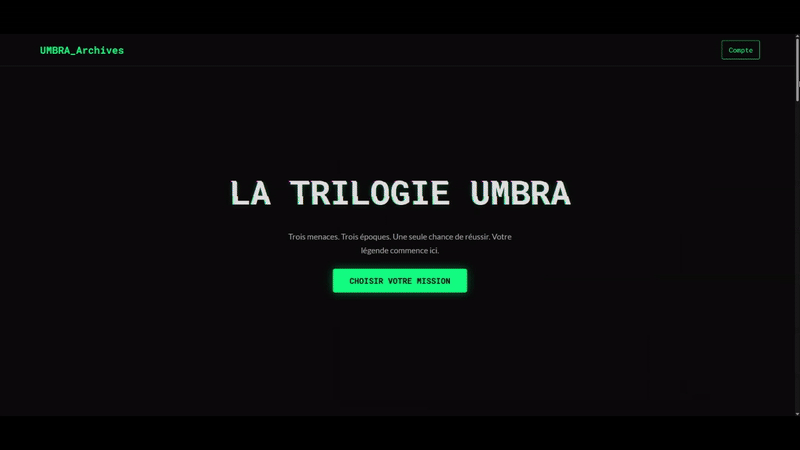 UMBRA_Archives
Compte
LA TRILOGIE UMBRA
Trois menaces. Trois époques. Une seule chance de réussir. Votre
légende commence ici.
CHOISIR VOTRE MISSION